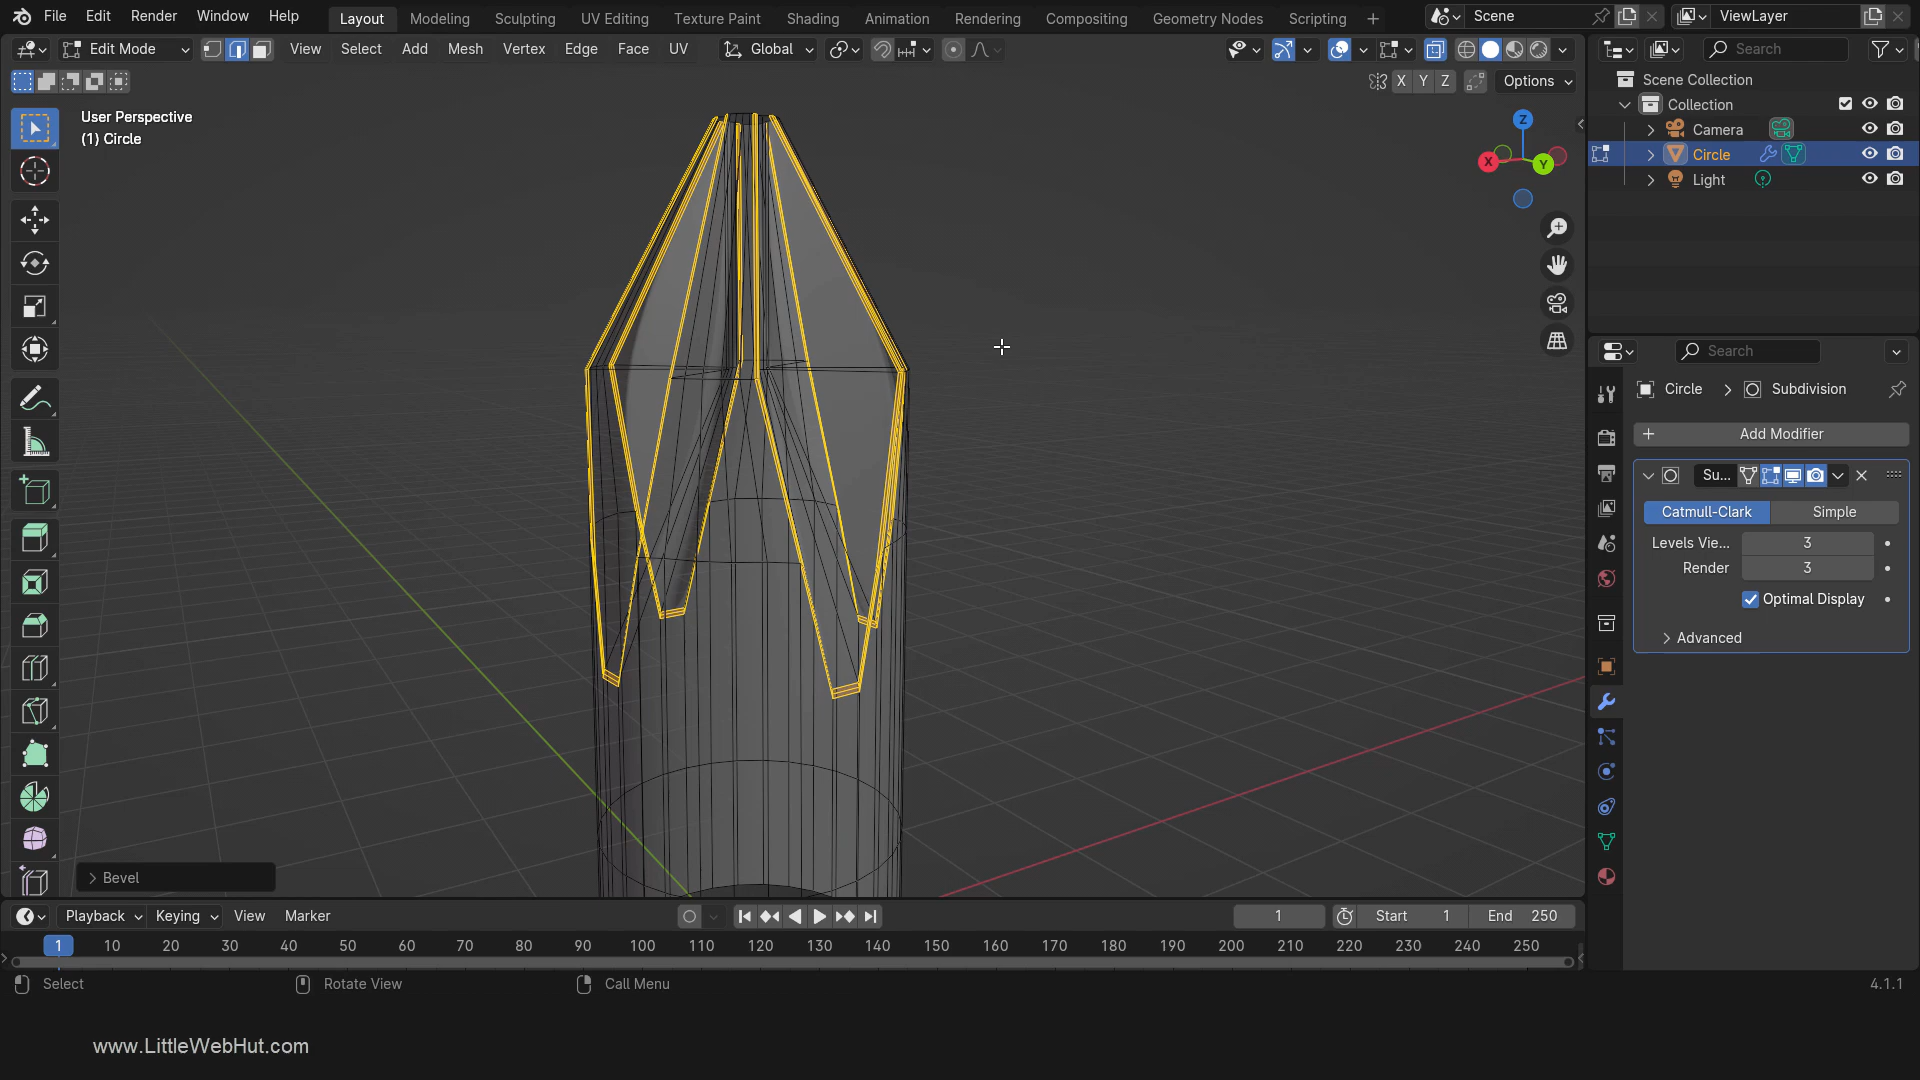 File Edit Render Window Help Layout Modeling Sculpting UV Editing Texture Paint Shading Animation Rendering Compositing Geometry Nodes Scripting + Scene ViewLayer
Edit Mode View Select Add Mesh Vertex Edge Face UV Global Search
X Y Z Options
User Perspective
(1) Circle
Z
X
Y
Scene Collection
Collection
Camera
Circle
Light
Search
Circle > Subdivision
+ Add Modifier
Su...
Catmull-Clark Simple
Levels Vie... 3
Render 3
Optimal Display
> Advanced
> Bevel
Playback Keying View Marker 1 Start 1 End 250
1 10 20 30 40 50 60 70 80 90 100 110 120 130 140 150 160 170 180 190 200 210 220 230 240 250
Select Rotate View Call Menu 4.1.1
www.LittleWebHut.com